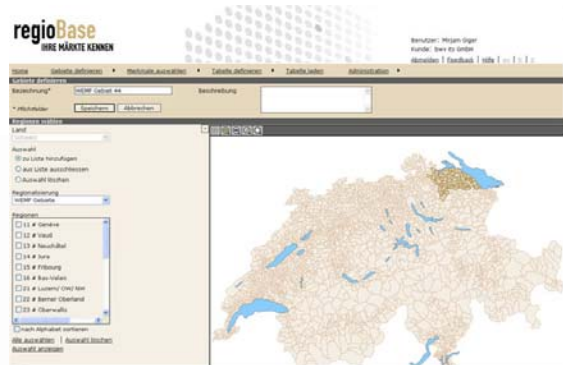 regioBase
IHRE MÄRKTE KENNEN
Benutzer: Mirjam Giger
Kunde: bwv its GmbH
Abmelden | Feedback | Hilfe |
Home Gebiete definieren Merkmale auswählen Tabelle definieren Tabelle laden Administration
Gebiete definieren
Bezeichnung* WEMF Gebiet 44 Beschreibung
* Pflichtfelder Speichern Abbrechen
Regionen wählen
Land
Schweiz
Auswahl
zu Liste hinzufügen
aus Liste ausschliessen
Auswahl löschen
Regionalisierung
WEMF Gebiete
Regionen
11 # Genève
12 # Vaud
13 # Neuchâtel
14 # Jura
15 # Fribourg
16 # Bas-Valais
21 # Luzern/ OW/ NW
22 # Berner Oberland
23 # Oberwallis
nach Alphabet sortieren
Alle auswählen | Auswahl löschen
Auswahl anzeigen